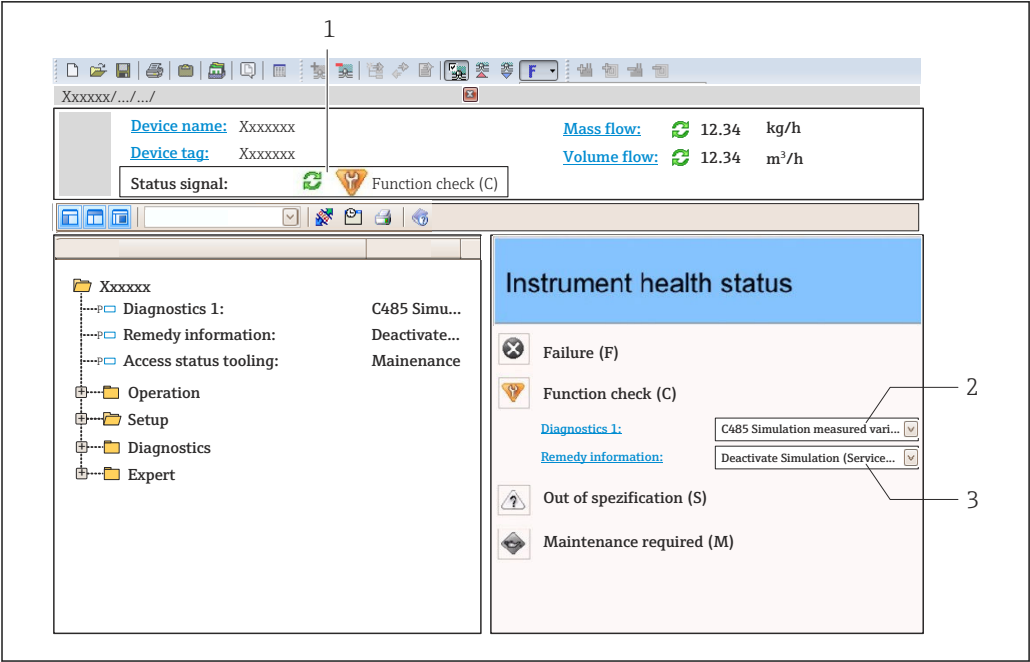 1
F
Xxxxxx/.../.../
Device name: Xxxxxxx
Mass flow: 12.34 kg/h
Device tag: Xxxxxxx
Volume flow: 12.34 m³/h
Status signal: Function check (C)
Instrument health status
Xxxxxx
P Diagnostics 1: C485 Simu...
P Remedy information: Deactivate...
P Access status tooling: Mainenance
Operation
Setup
Diagnostics
Expert
Failure (F)
Function check (C)
2
Diagnostics 1: C485 Simulation measured vari...
Remedy information: Deactivate Simulation (Service...
3
Out of spezification (S)
Maintenance required (M)